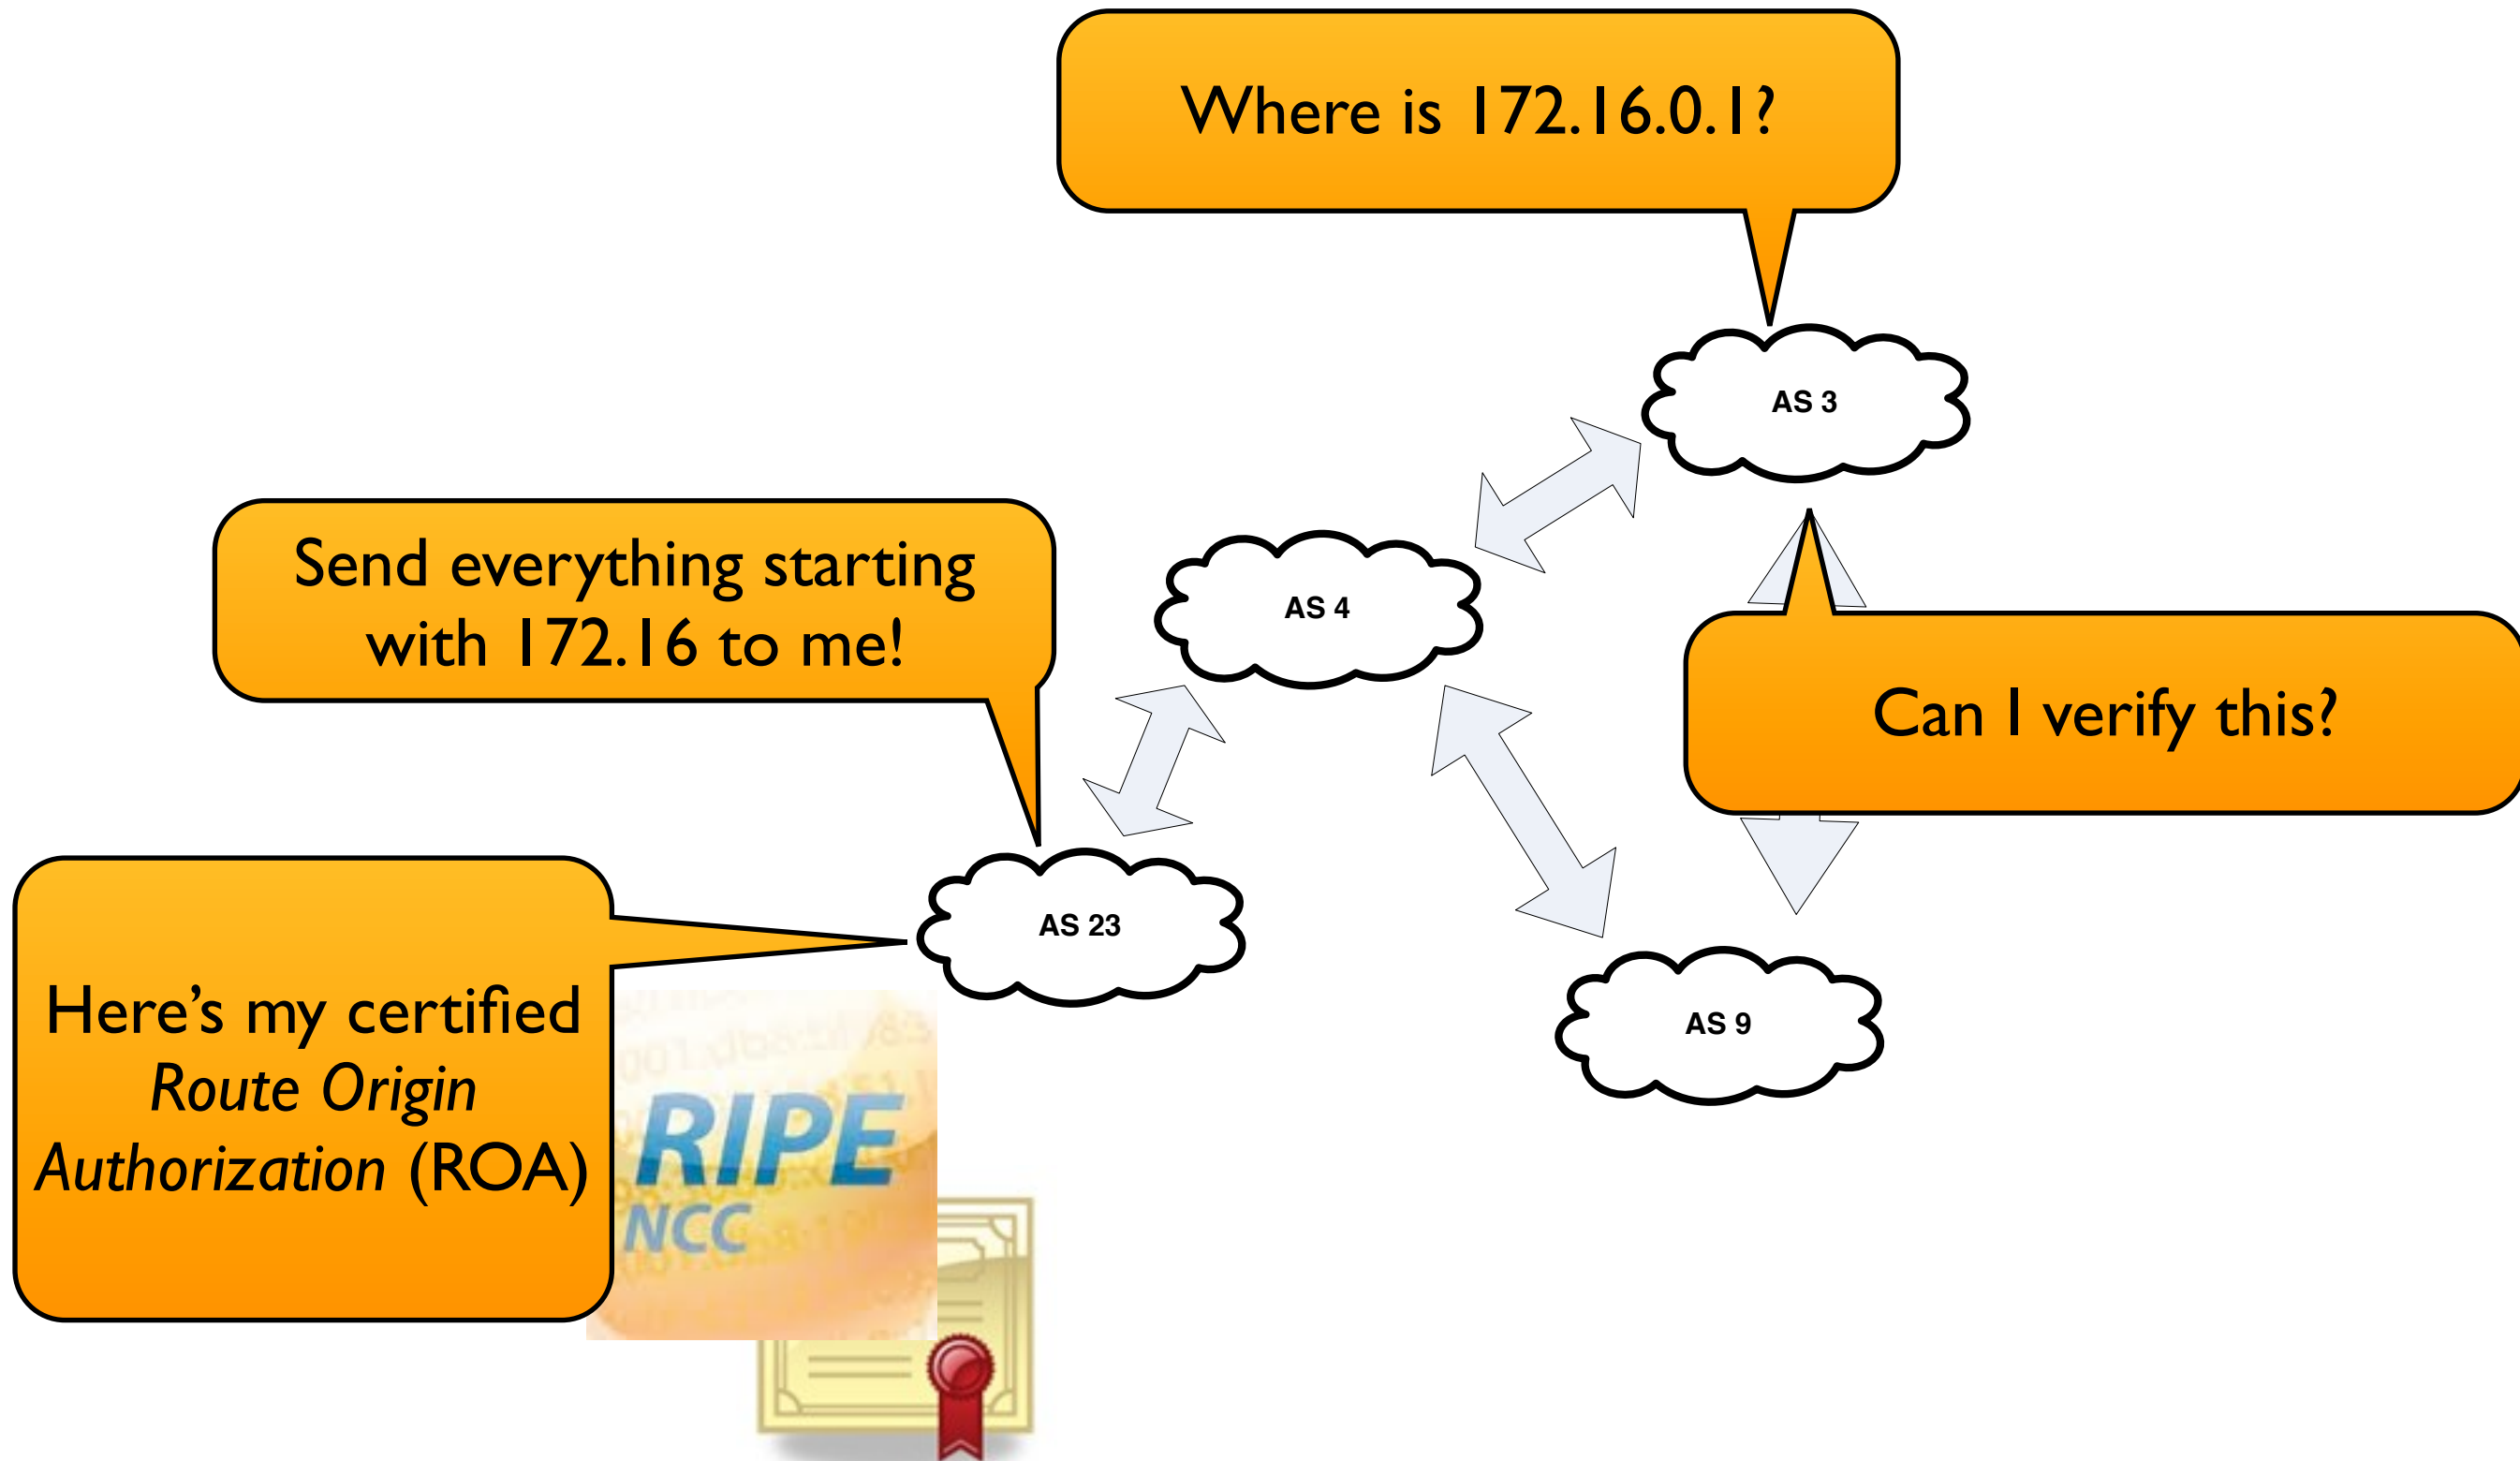 Where is 172.16.0.1?
AS 3
Send everything starting
with 172.16 to me!
AS 4
Can I verify this?
AS 23
Here’s my certified
Route Origin
Authorization (ROA)
AS 9
RIPE
NCC